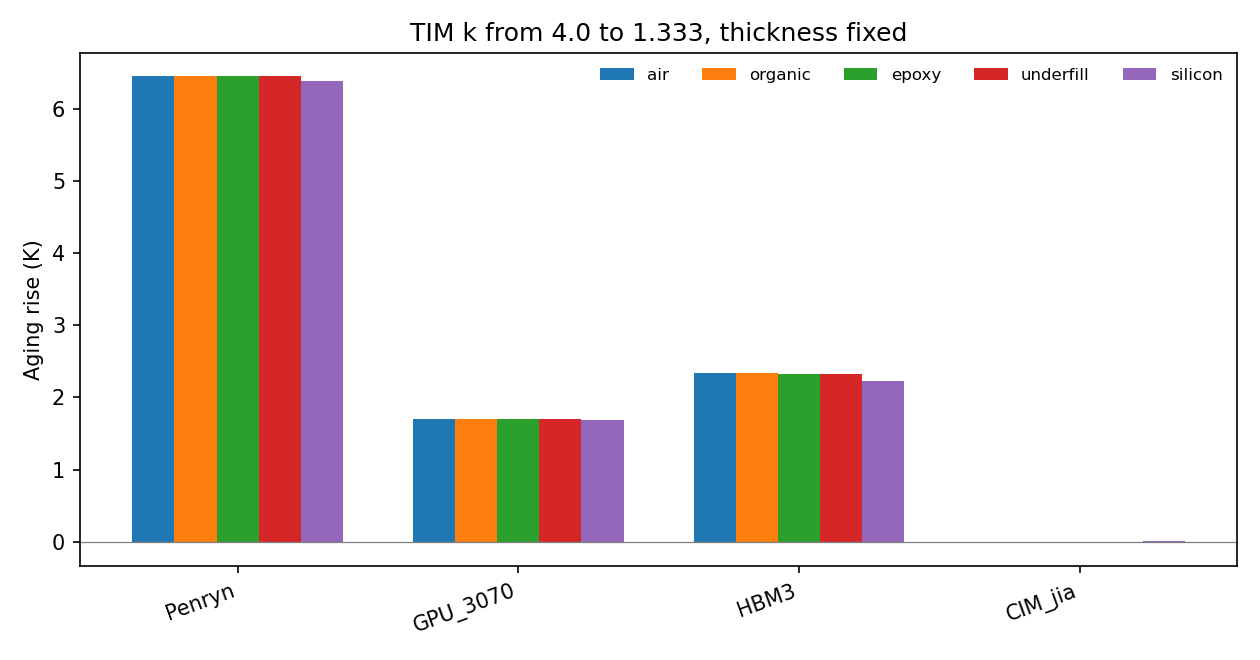 TIM k from 4.0 to 1.333, thickness fixed
air organic epoxy underfill silicon
Aging rise (K)
6
5
4
3
2
1
0
Penryn GPU_3070 HBM3 CIM_jia